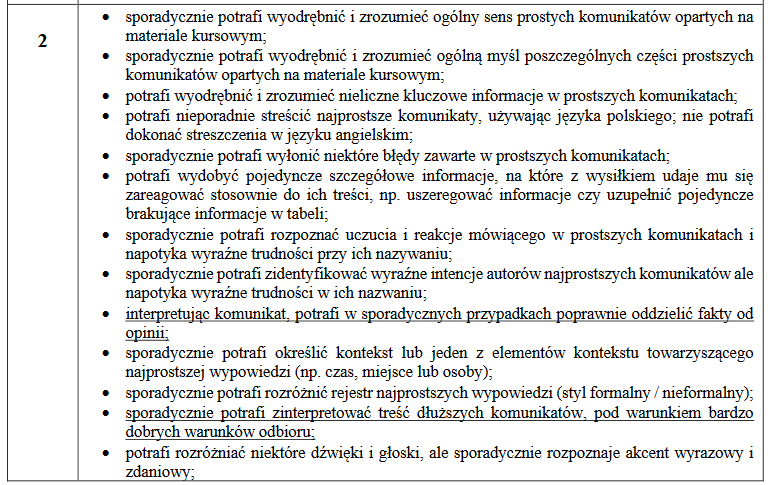 2
• sporadycznie potrafi wyodrębnić i zrozumieć ogólny sens prostych komunikatów opartych na
materiale kursowym;
• sporadycznie potrafi wyodrębnić i zrozumieć ogólną myśl poszczególnych części prostszych
komunikatów opartych na materiale kursowym;
• potrafi wyodrębnić i zrozumieć nieliczne kluczowe informacje w prostszych komunikatach;
• potrafi nieporadnie streścić najprostsze komunikaty, używając języka polskiego; nie potrafi
dokonać streszczenia w języku angielskim;
• sporadycznie potrafi wyłonić niektóre błędy zawarte w prostszych komunikatach;
• potrafi wydobyć pojedyncze szczegółowe informacje, na które z wysiłkiem udaje mu się
zareagować stosownie do ich treści, np. uszeregować informacje czy uzupełnić pojedyncze
brakujące informacje w tabeli;
• sporadycznie potrafi rozpoznać uczucia i reakcje mówiącego w prostszych komunikatach i
napotyka wyraźne trudności przy ich nazywaniu;
• sporadycznie potrafi zidentyfikować wyraźne intencje autorów najprostszych komunikatów ale
napotyka wyraźne trudności w ich nazwaniu;
• interpretując komunikat, potrafi w sporadycznych przypadkach poprawnie oddzielić fakty od
opinii;
• sporadycznie potrafi określić kontekst lub jeden z elementów kontekstu towarzyszącego
najprostszej wypowiedzi (np. czas, miejsce lub osoby);
• sporadycznie potrafi rozróżnić rejestr najprostszych wypowiedzi (styl formalny / nieformalny);
• sporadycznie potrafi zinterpretować treść dłuższych komunikatów, pod warunkiem bardzo
dobrych warunków odbioru;
• potrafi rozróżniać niektóre dźwięki i głoski, ale sporadycznie rozpoznaje akcent wyrazowy i
zdaniowy;